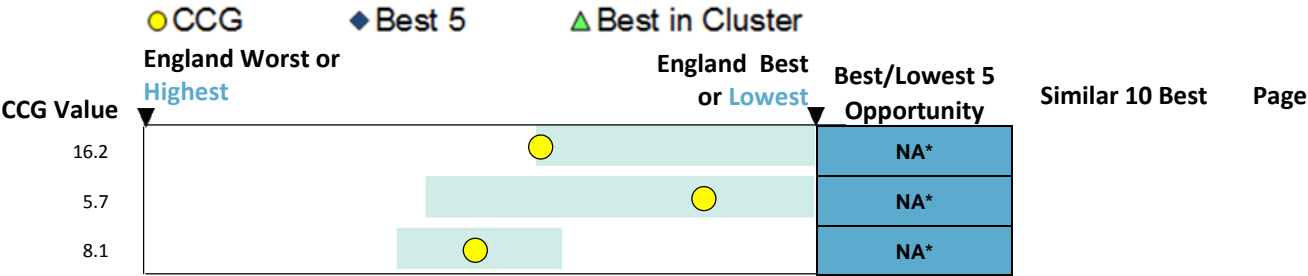 CCG Best 5 Best in Cluster
England Worst or
Highest
England Best
or Lowest
Best/Lowest 5
Opportunity
CCG Value
Similar 10 Best
Page
16.2 NA*
5.7 NA*
8.1 NA*